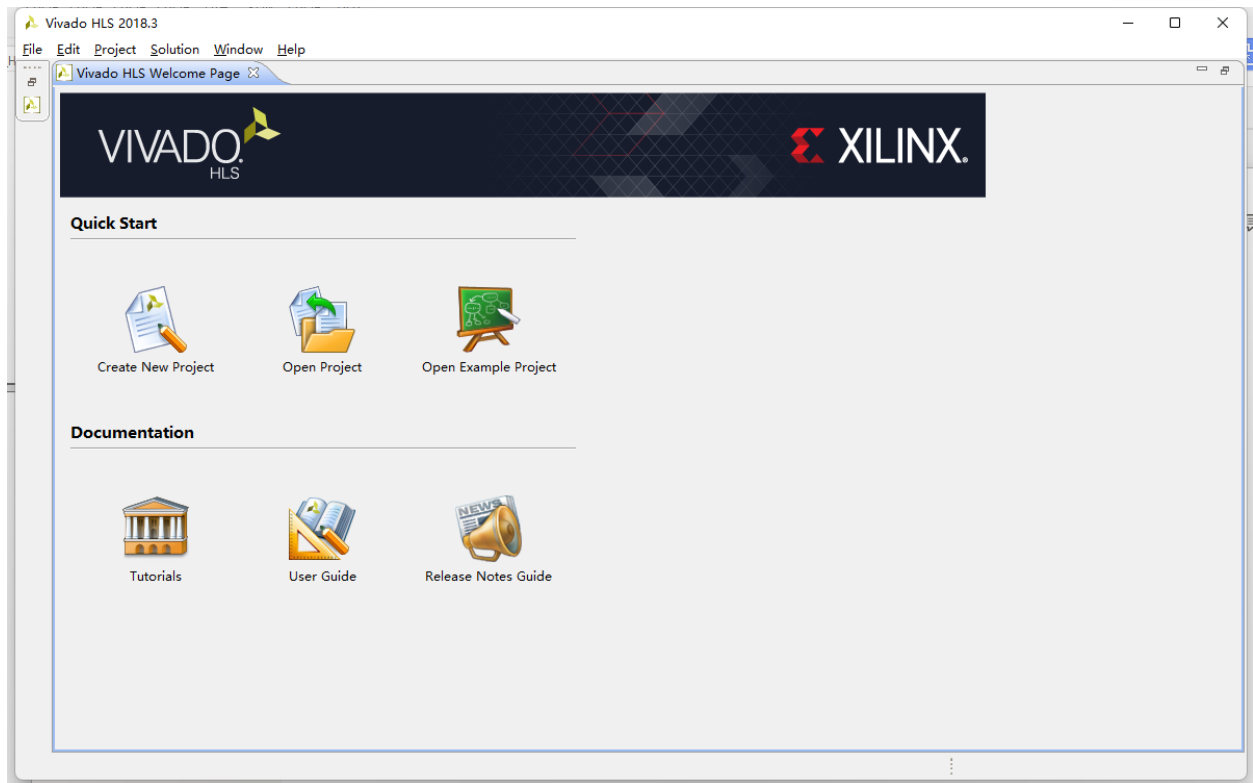 Vivado HLS 2018.3
File Edit Project Solution Window Help
Vivado HLS Welcome Page
VIVADO. HLS
XILINX.
Quick Start
Create New Project Open Project Open Example Project
Documentation
NEWS
Tutorials User Guide Release Notes Guide